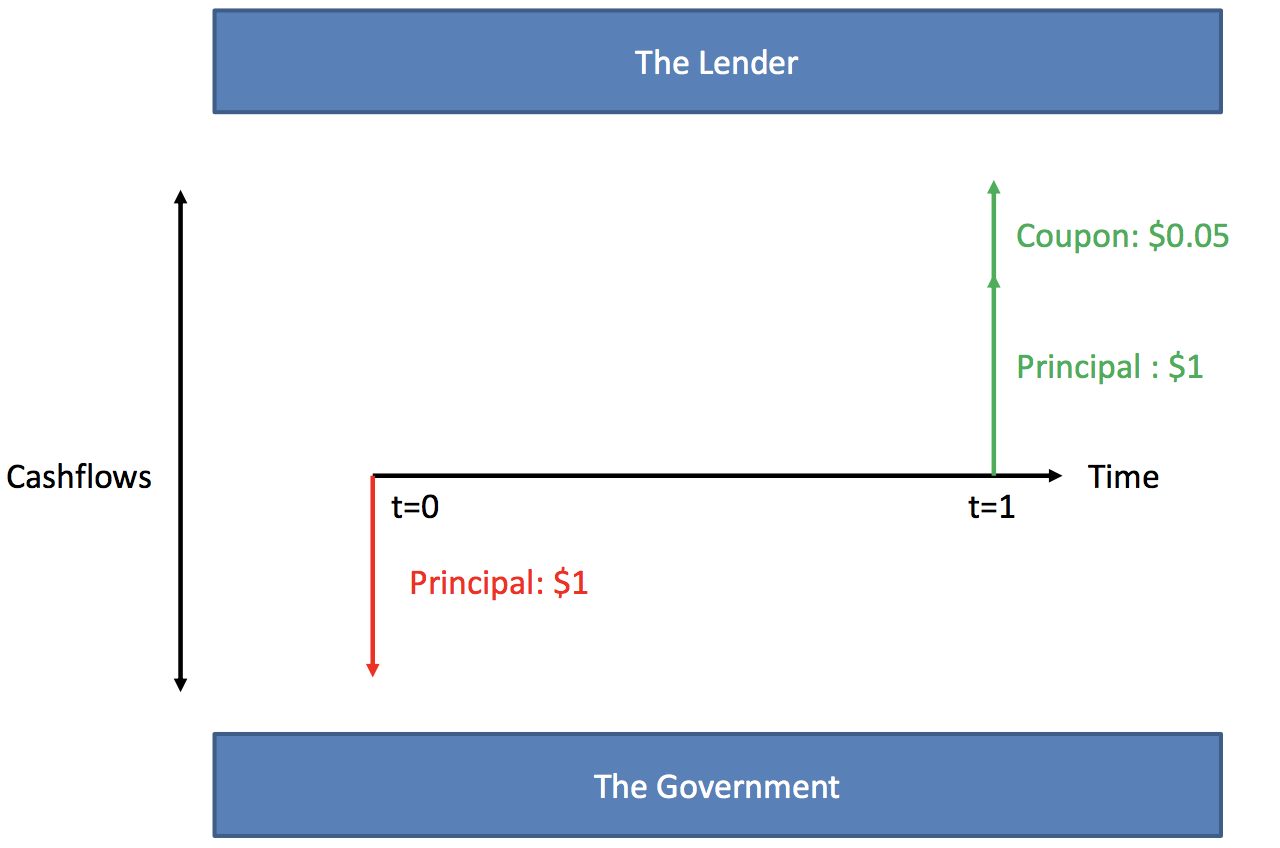 The Lender
Coupon: $0.05
Principal : $1
Cashflows
Time
t=0
t=1
Principal: $1
The Government